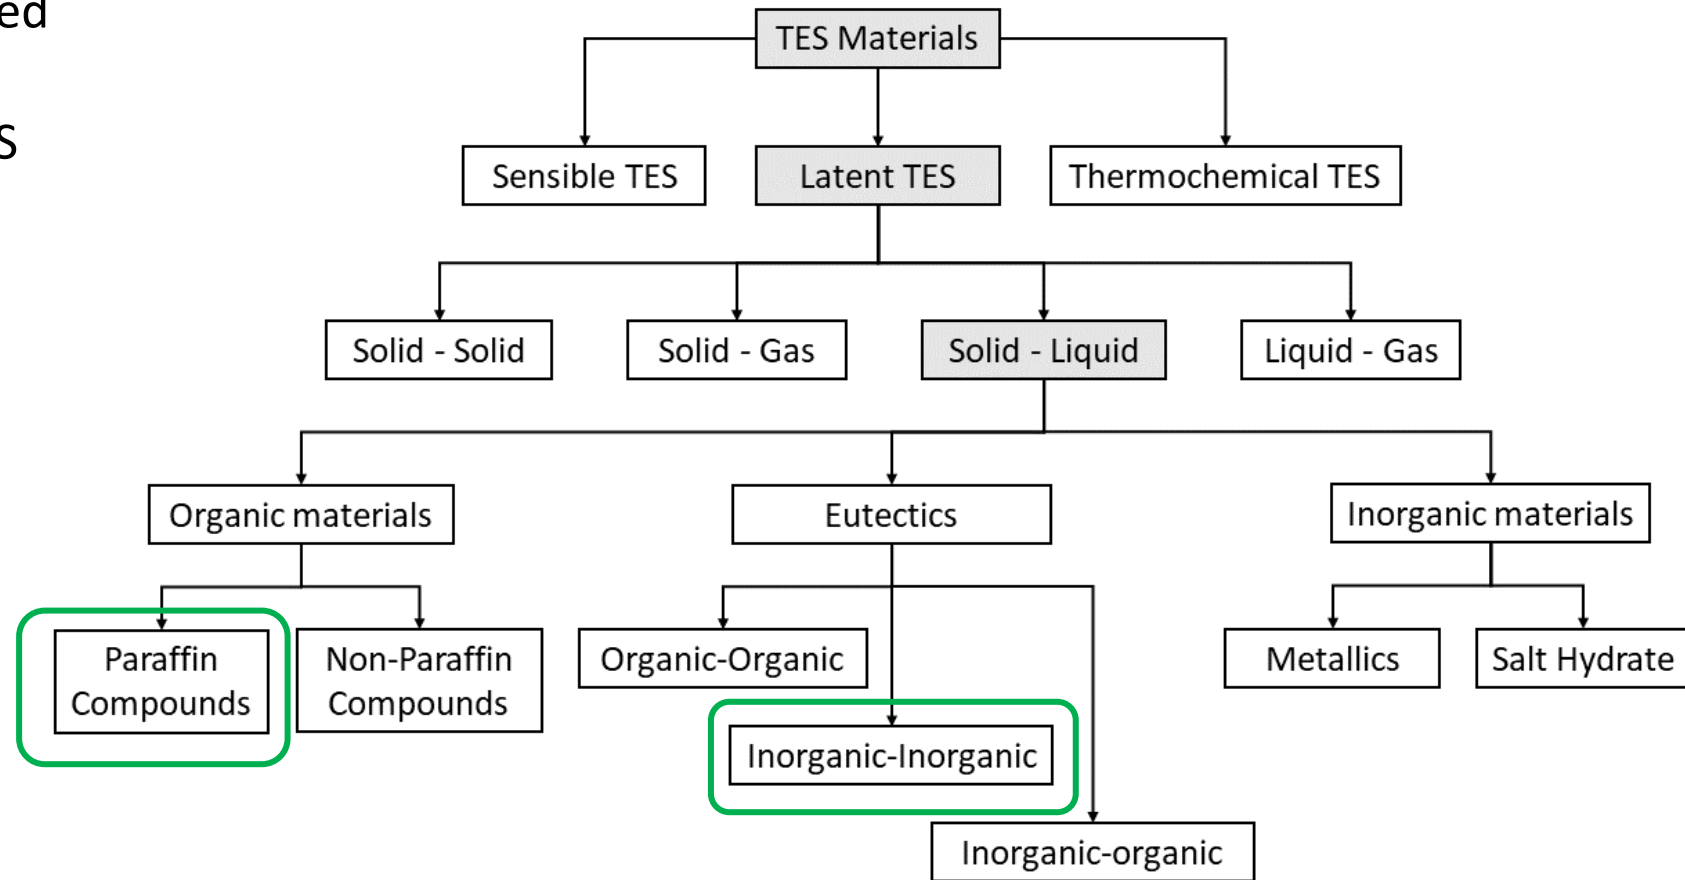 ed
S
TES Materials
Sensible TES
Latent TES
Thermochemical TES
Solid - Solid
Solid - Gas
Solid - Liquid
Liquid - Gas
Organic materials
Eutectics
Inorganic materials
Paraffin
Compounds
Non-Paraffin
Compounds
Organic-Organic
Metallics
Salt Hydrate
Inorganic-Inorganic
Inorganic-organic